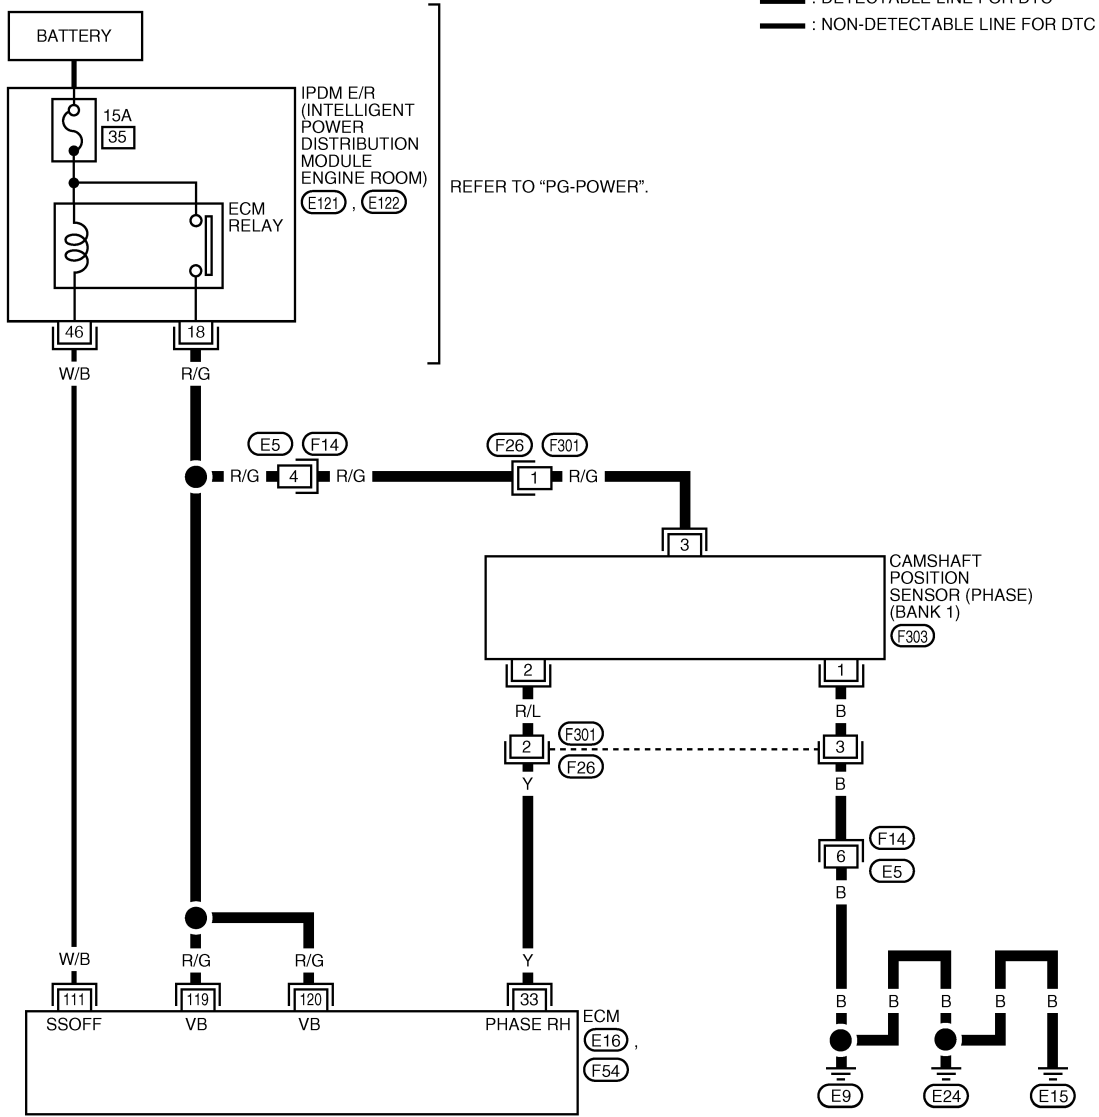 : DETECTABLE LINE FOR DTC
: NON-DETECTABLE LINE FOR DTC
BATTERY
15A
35
IPDM E/R
(INTELLIGENT
POWER
DISTRIBUTION
MODULE
ENGINE ROOM)
E121 , E122
REFER TO “PG-POWER”.
ECM
RELAY
46
18
W/B
R/G
E5
F14
F26
F301
R/G
4
R/G
1
R/G
3
CAMSHAFT
POSITION
SENSOR (PHASE)
(BANK 1)
F303
2
1
R/L
B
2
F301
F26
3
Y
B
6
F14
E5
B
W/B
R/G
R/G
Y
B
B
B
B
B
111
119
120
33
SSOFF
VB
VB
PHASE RH
ECM
E16 ,
F54
E9
E24
E15